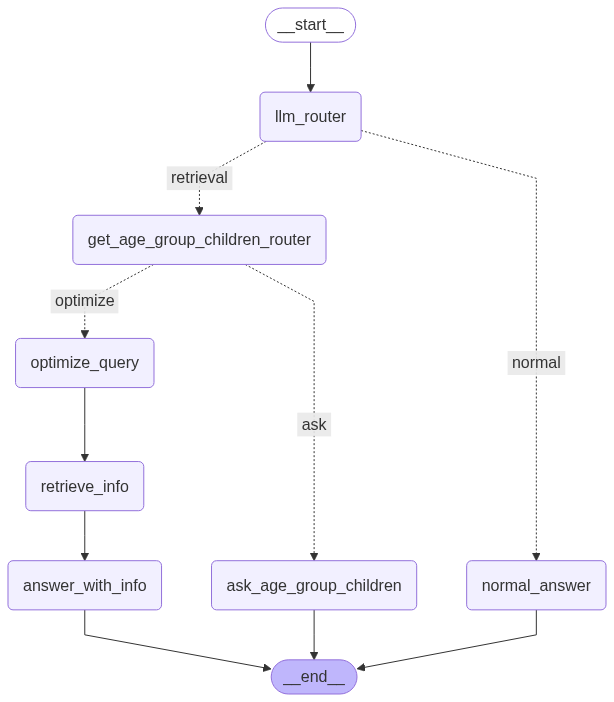 __start__
llm_router
retrieval
get_age_group_children_router
optimize
optimize_query
normal
ask
retrieve_info
answer_with_info
ask_age_group_children
normal_answer
__end__